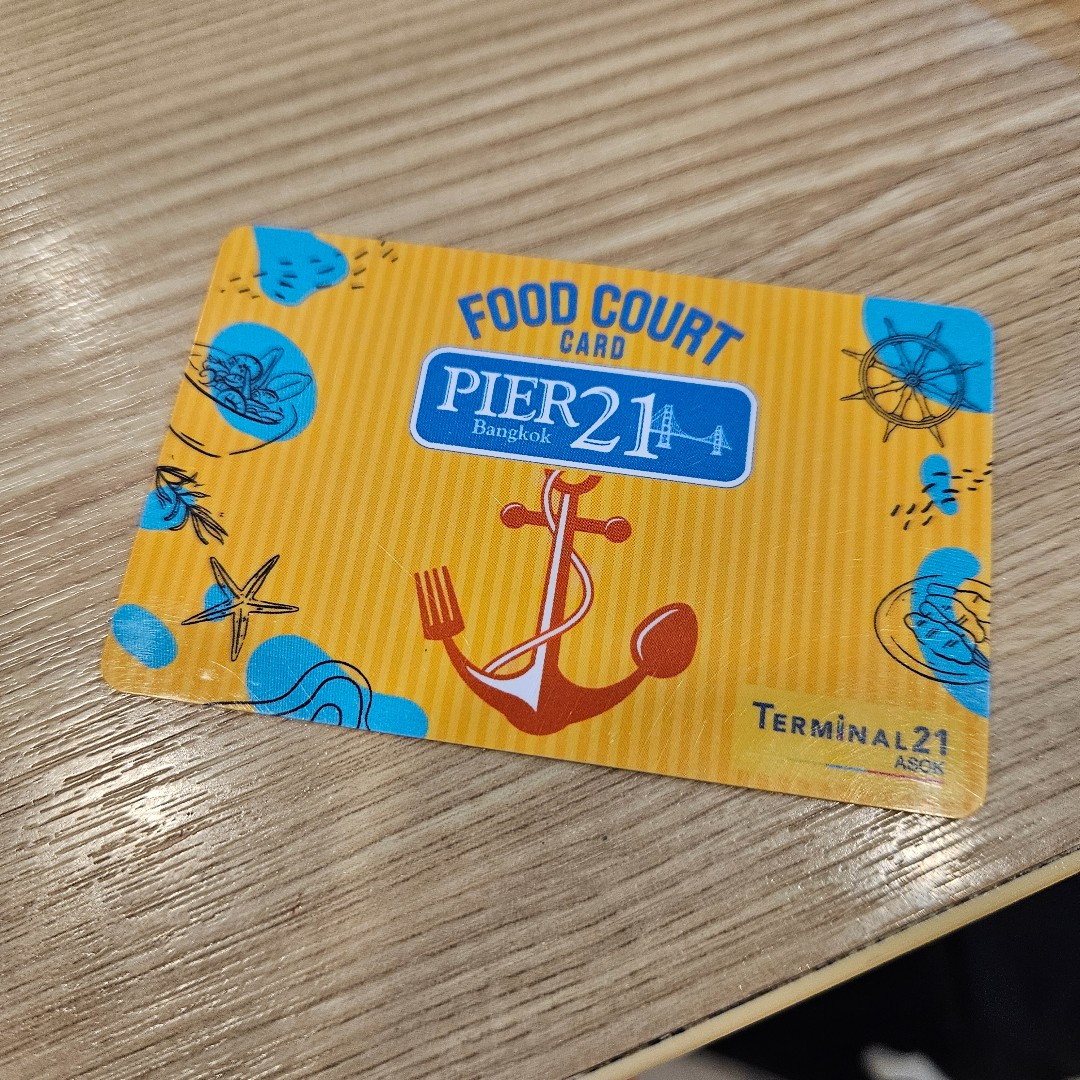 FOOD COURT
CARD
PIER21
Bangkok
TERMINAL21
ASOK